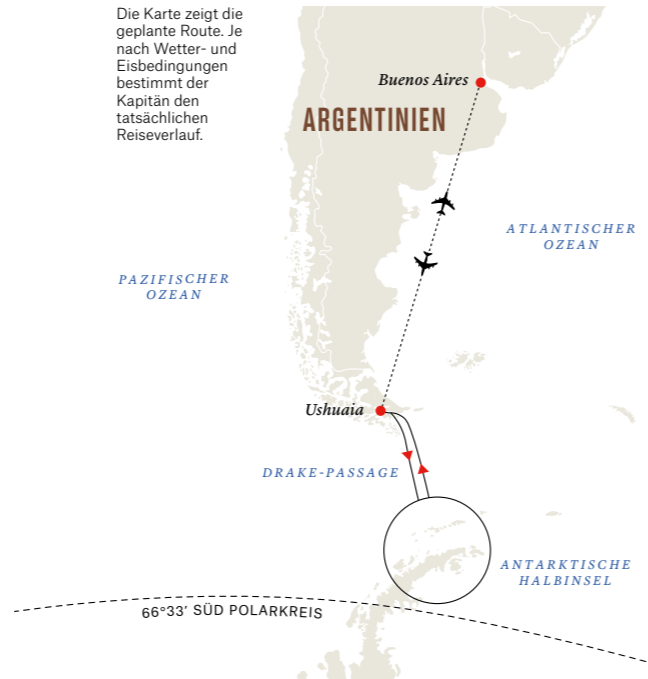 Die Karte zeigt die
geplante Route. Je
nach Wetter- und
Eisbedingungen
bestimmt der
Kapitän den
tatsächlichen
Reiseverlauf.
Buenos Aires
ARGENTINIEN
ATLANTISCHER
OZEAN
PAZIFISCHER
OZEAN
Ushuaia
DRAKE-PASSAGE
ANTARKTISCHE
HALBINSEL
66°33′ SÜD POLARKREIS